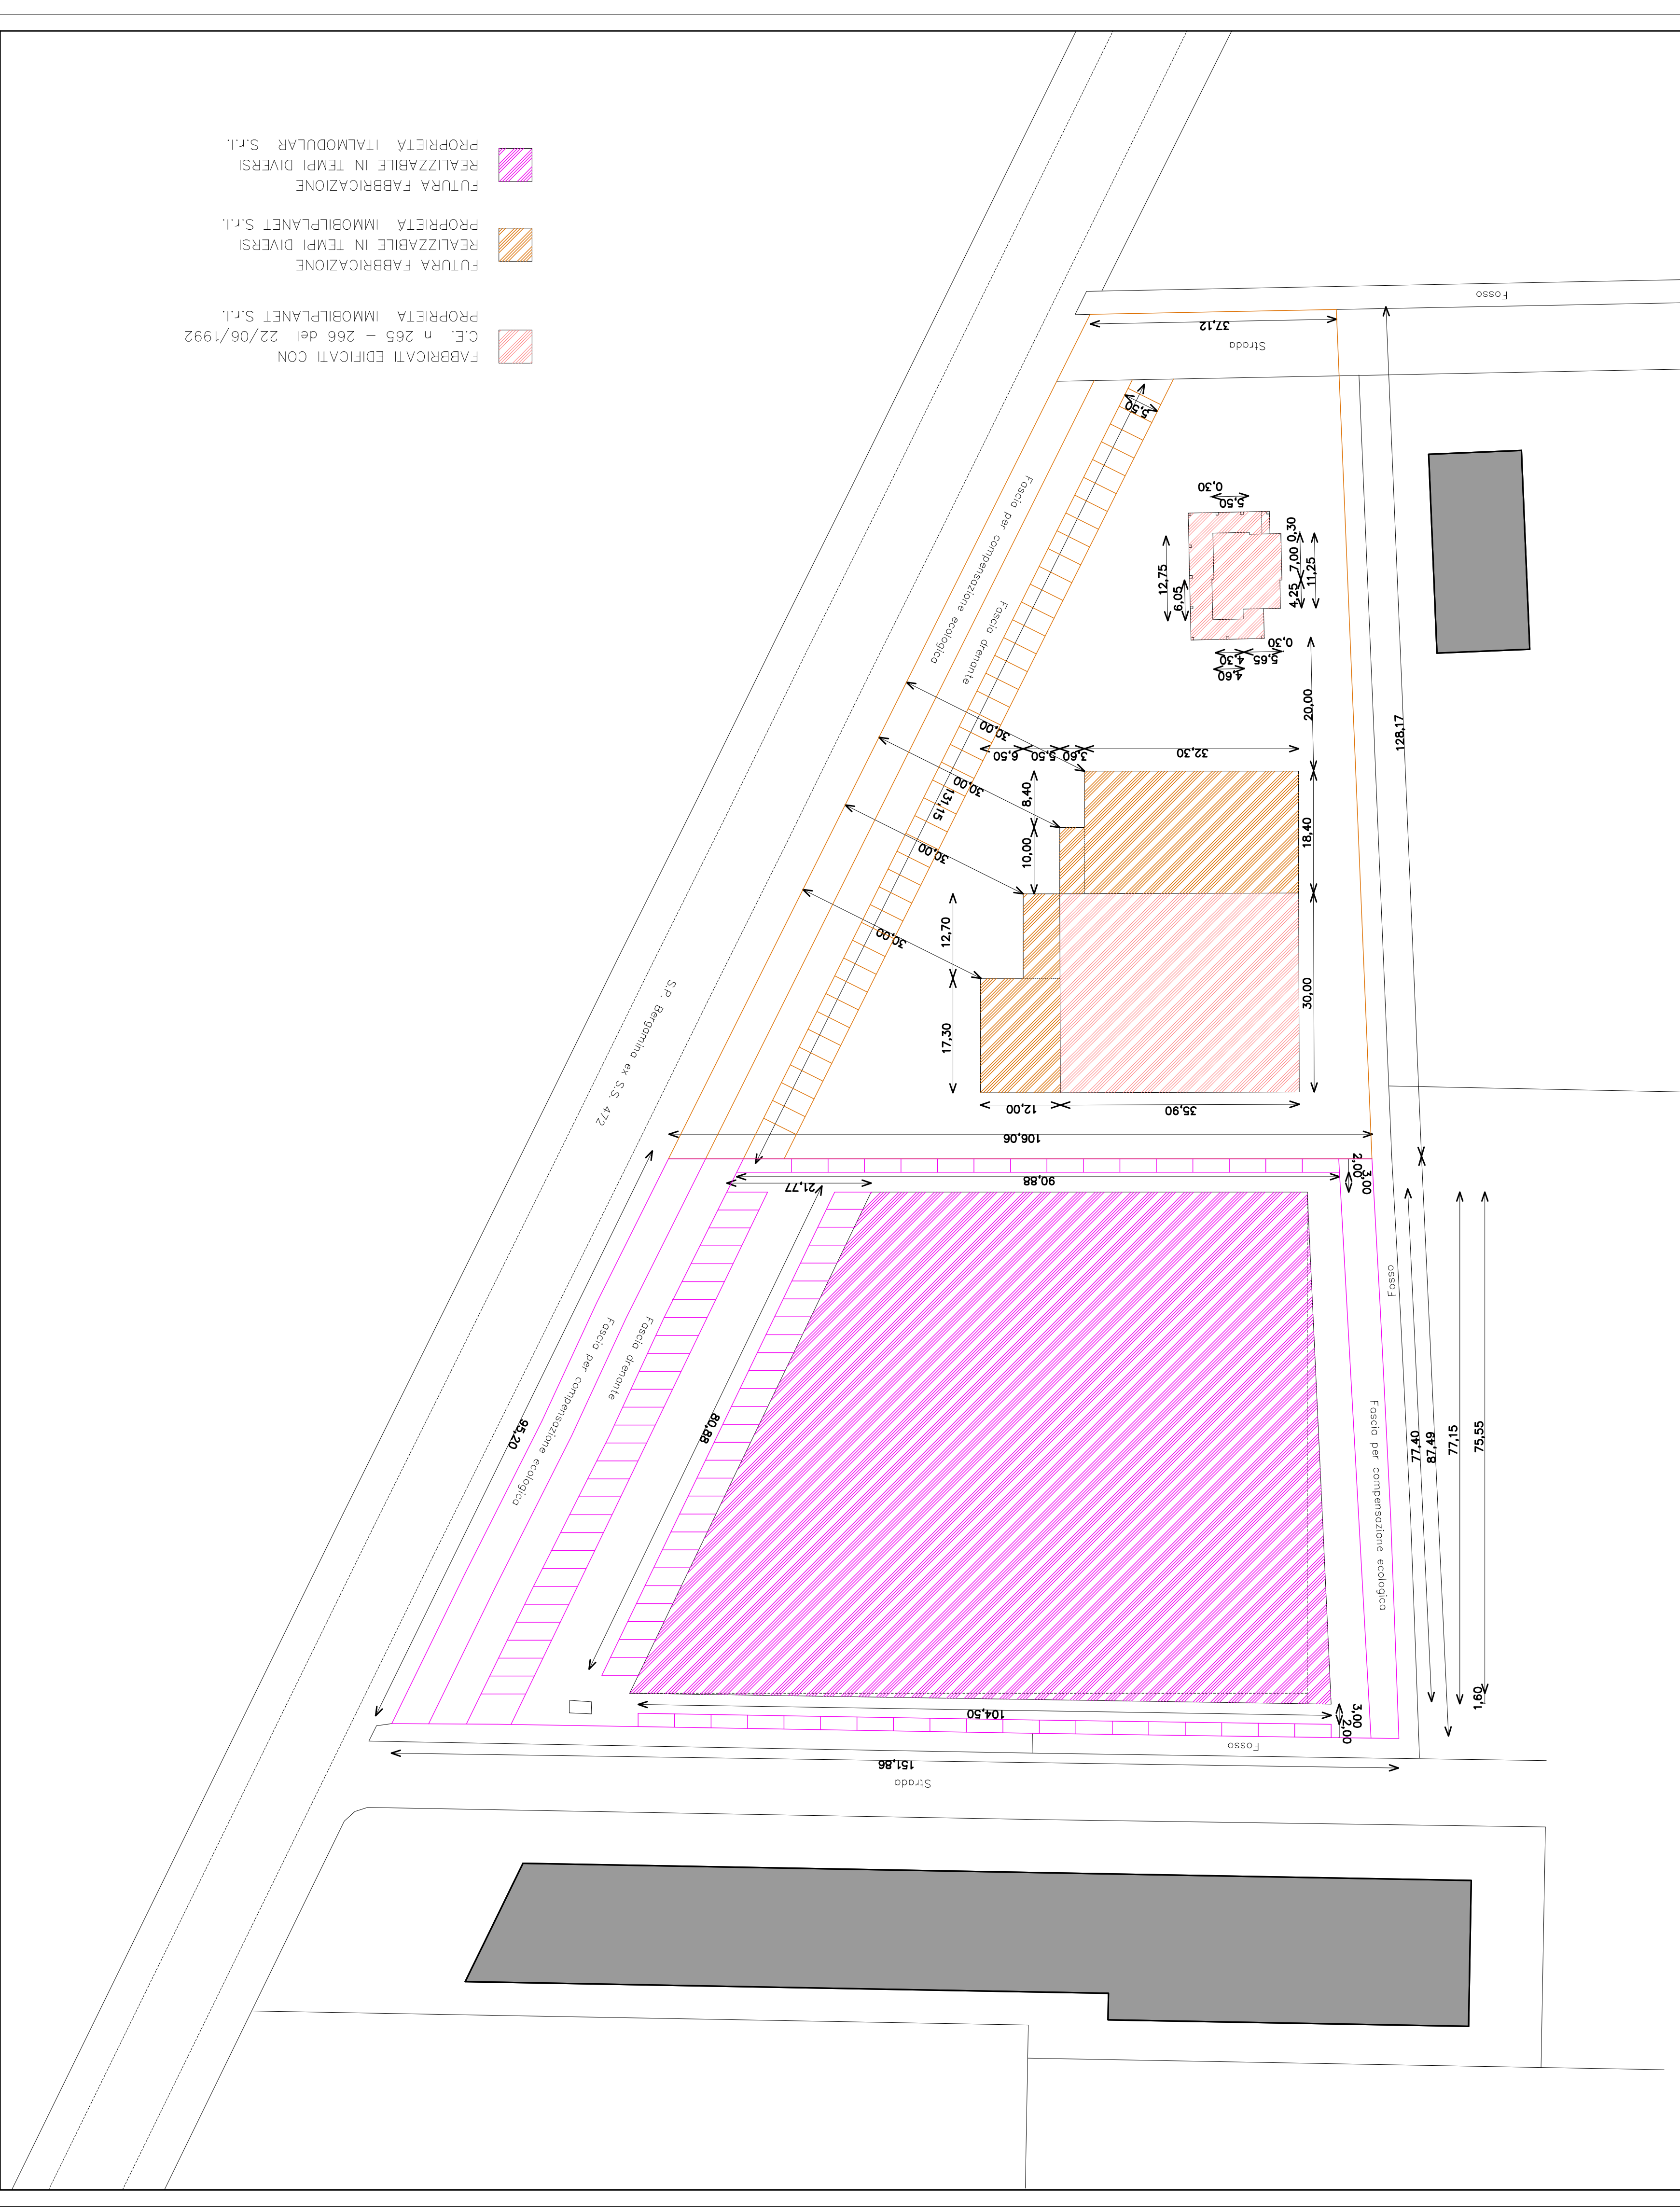 FABBRICATI EDIFICATI CON
C.E. n 265 – 266 del 22/06/1992
PROPRIETA IMMOBILPLANET S.r.l.
FUTURA FABBRICAZIONE
REALIZZABILE IN TEMPI DIVERSI
PROPRIETÀ IMMOBILPLANET S.r.l.
FUTURA FABBRICAZIONE
REALIZZABILE IN TEMPI DIVERSI
PROPRIETÀ ITALMODULAR S.r.l.
Fosso
37,12
Strada
5,50
Fascia per compensazione ecologica
Fascia drenante
0,30
5,50
12,75
6,05
0,30
7,00
4,25
11,25
0,30
4,30
5,65
4,60
20,00
128,17
30,00
30,00
30,00
30,00
131,15
6,50
5,50
3,60
32,30
8,40
10,00
18,40
12,70
17,30
30,00
12,00
35,90
S.P. Bergamina ex S.S. 472
106,06
2,00
3,00
90,88
21,77
95,20
80,88
Fascia per compensazione ecologica
Fascia drenante
Fosso
Fascia per compensazione ecologica
77,40
87,49
77,15
75,55
1,60
104,50
3,00
2,00
Fosso
151,86
Strada